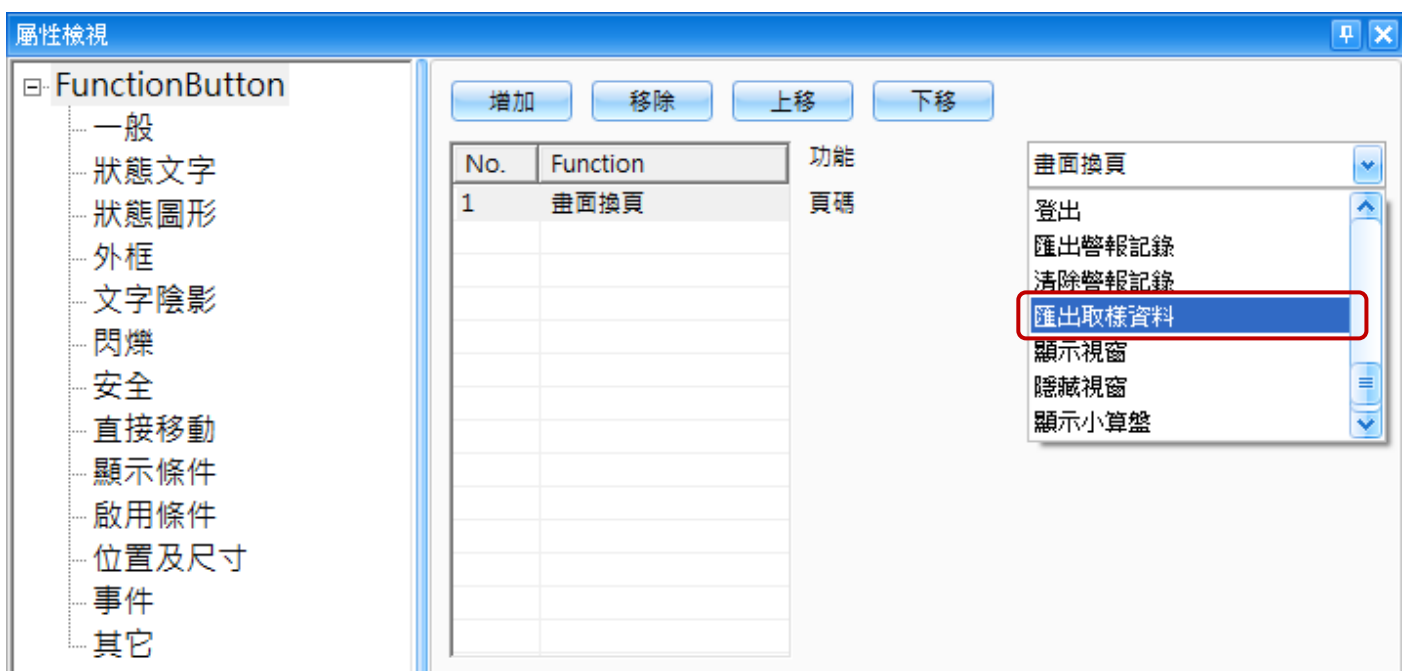 屬性檢視
FunctionButton
一般
狀態文字
狀態圖形
外框
文字陰影
閃爍
安全
直接移動
顯示條件
啟用條件
位置及尺寸
事件
其它
增加 移除 上移 下移
No. Function
1 畫面換頁
功能 畫面換頁
頁碼
登出
匯出警報記錄
清除警報記錄
匯出取樣資料
顯示視窗
隱藏視窗
顯示小算盤